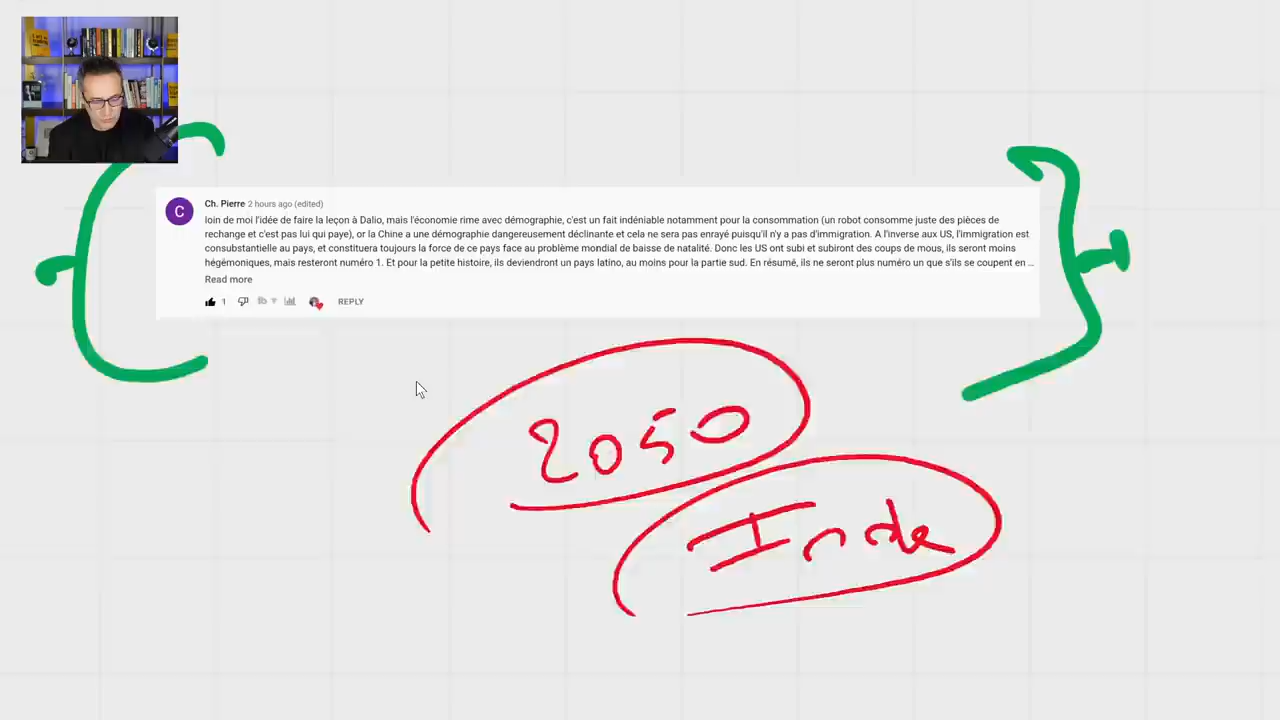 Ch. Pierre 2 hours ago (edited)
loin de moi l'idée de faire la leçon à Dalio, mais l'économie rime avec démographie, c'est un fait indéniable notamment pour la consommation (un robot consomme juste des pièces de
rechange et c'est pas lui qui paye), or la Chine a une démographie dangereusement déclinante et cela ne sera pas enrayé puisqu'il n'y a pas d'immigration. A l'inverse aux US, l'immigration est
consubstantielle au pays, et constituera toujours la force de ce pays face au problème mondial de baisse de natalité. Donc les US ont subi et subiront des coups de mous, ils seront moins
hégémoniques, mais resteront numéro 1. Et pour la petite histoire, ils deviendront un pays latino, au moins pour la partie sud. En résumé, ils ne seront plus numéro un que s'ils se coupent en ...
Read more
1 REPLY
2050
Inde